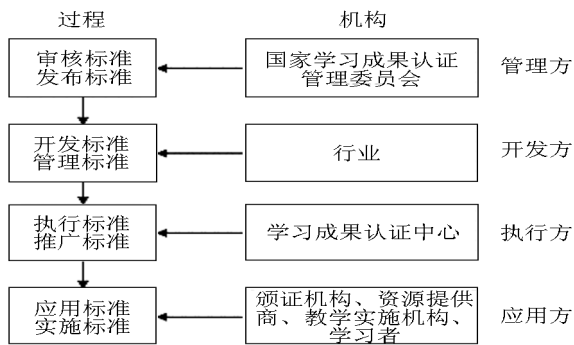 过程 机构
审核标准
发布标准
国家学习成果认证
管理委员会
管理方
开发标准
管理标准
行业
开发方
执行标准
推广标准
学习成果认证中心
执行方
应用标准
实施标准
颁证机构、资源提供
商、教学实施机构、
学习者
应用方